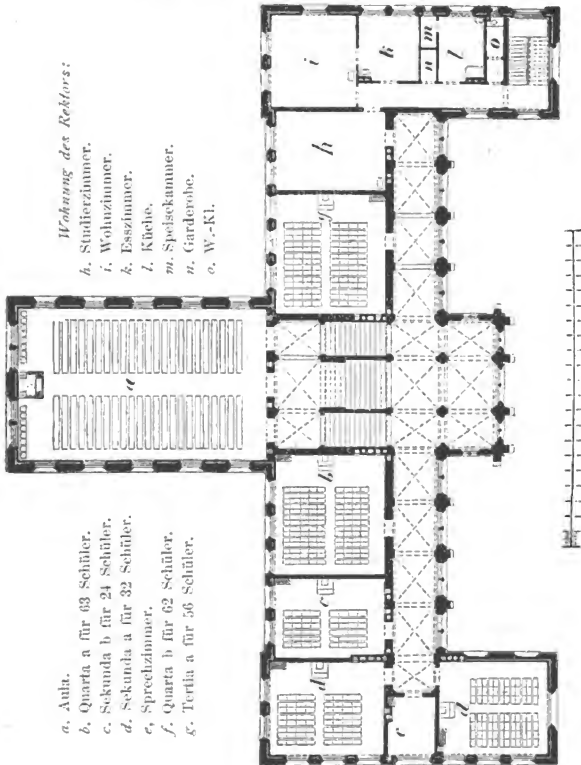 a, Aula.
b. Quarta a für 63 Schüler.
c. Sekunda b für 24 Schüler.
d. Sekunda a für 32 Schüler.
e, Sprechzimmer.
f. Quarta b für 62 Schüler.
g. Tertia a für 56 Schüler.
Wohnung des Rektors:
h. Studierzimmer.
i. Wohnzimmer.
k. Esszimmer.
l. Küche.
m. Speisekammer.
n. Garderobe.
o. W.-Kl.
a
b
c
d
e
f
g
h
i
k
l
m
n
o